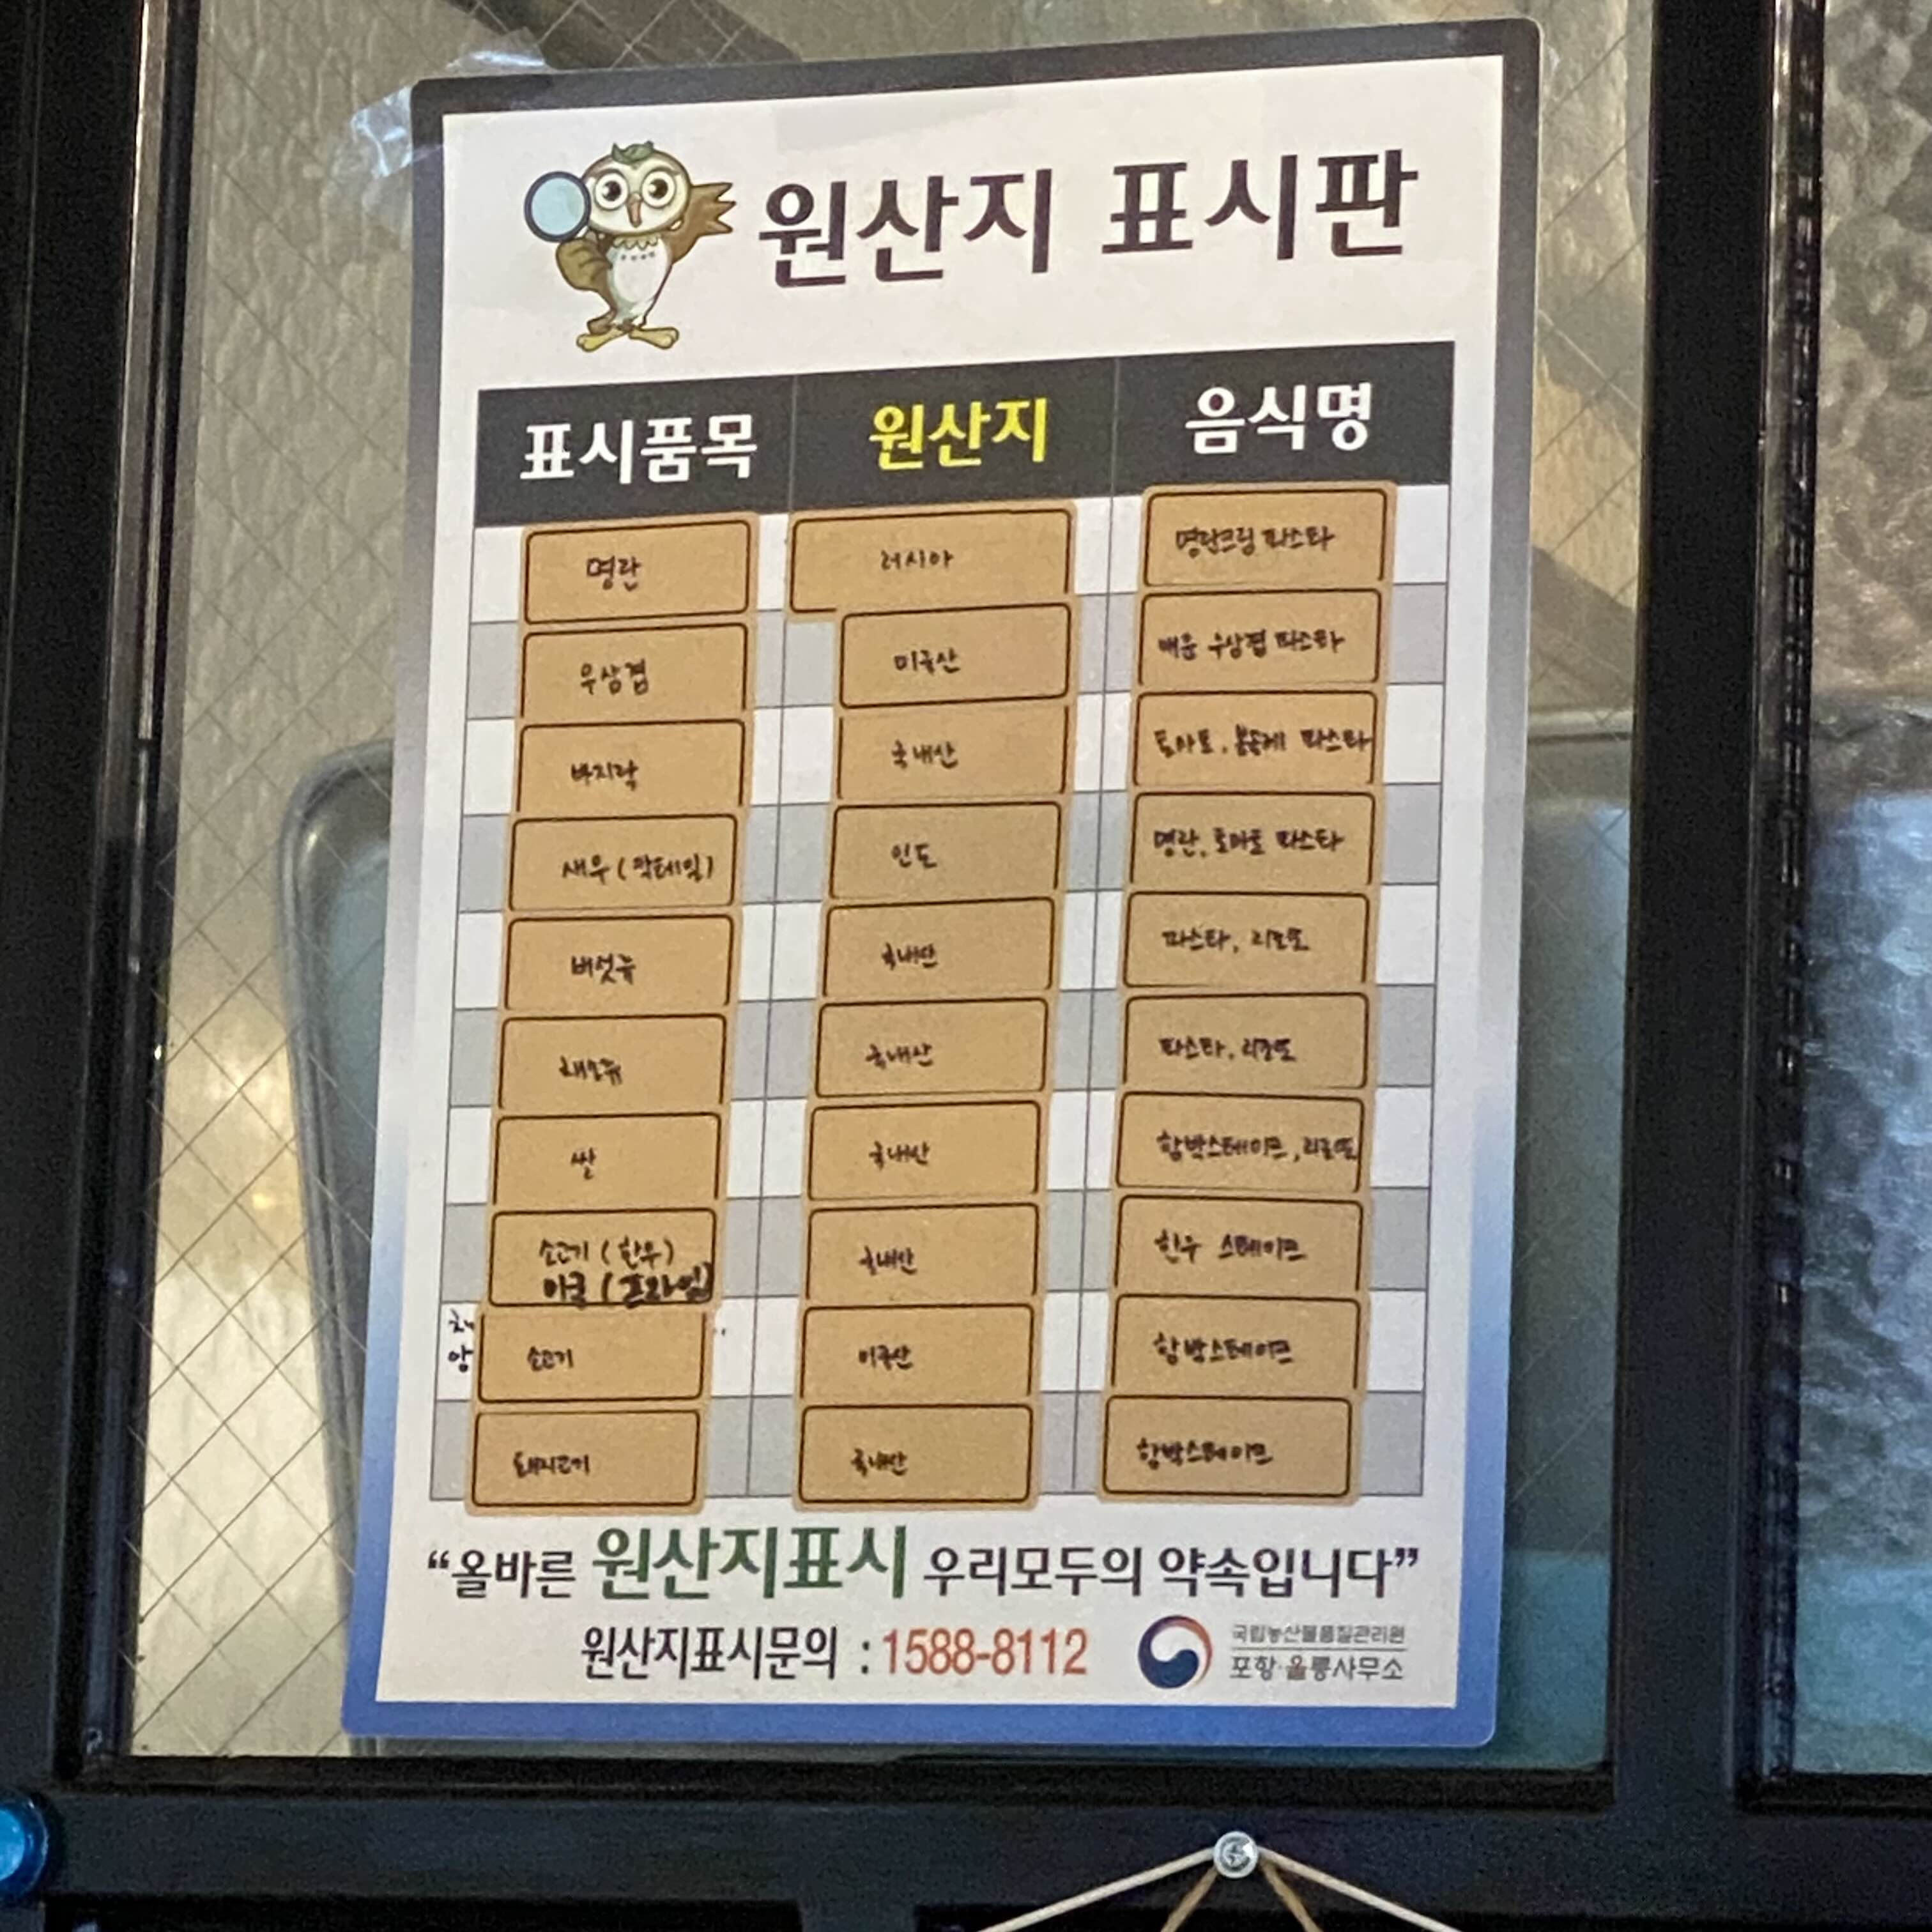 원산지 표시판
표시품목 원산지 음식명
명란 러시아 명란크림 파스타
우삼겹 미국산 매운 우삼겹 파스타
바지락 국내산 토마토, 봉골레 파스타
새우 (칵테일) 인도 명란, 토마토 파스타
버섯류 국내산 파스타, 리조또
채소류 국내산 파스타, 리조또
쌀 국내산 함박스테이크, 리조또
소고기 (한우) 국내산 한우 스테이크
미국 (프라임)
소고기 미국산 함박스테이크
돼지고기 국내산 함박스테이크
“올바른 원산지표시 우리모두의 약속입니다”
원산지표시문의 : 1588-8112
국립농산물품질관리원
포항·울릉사무소